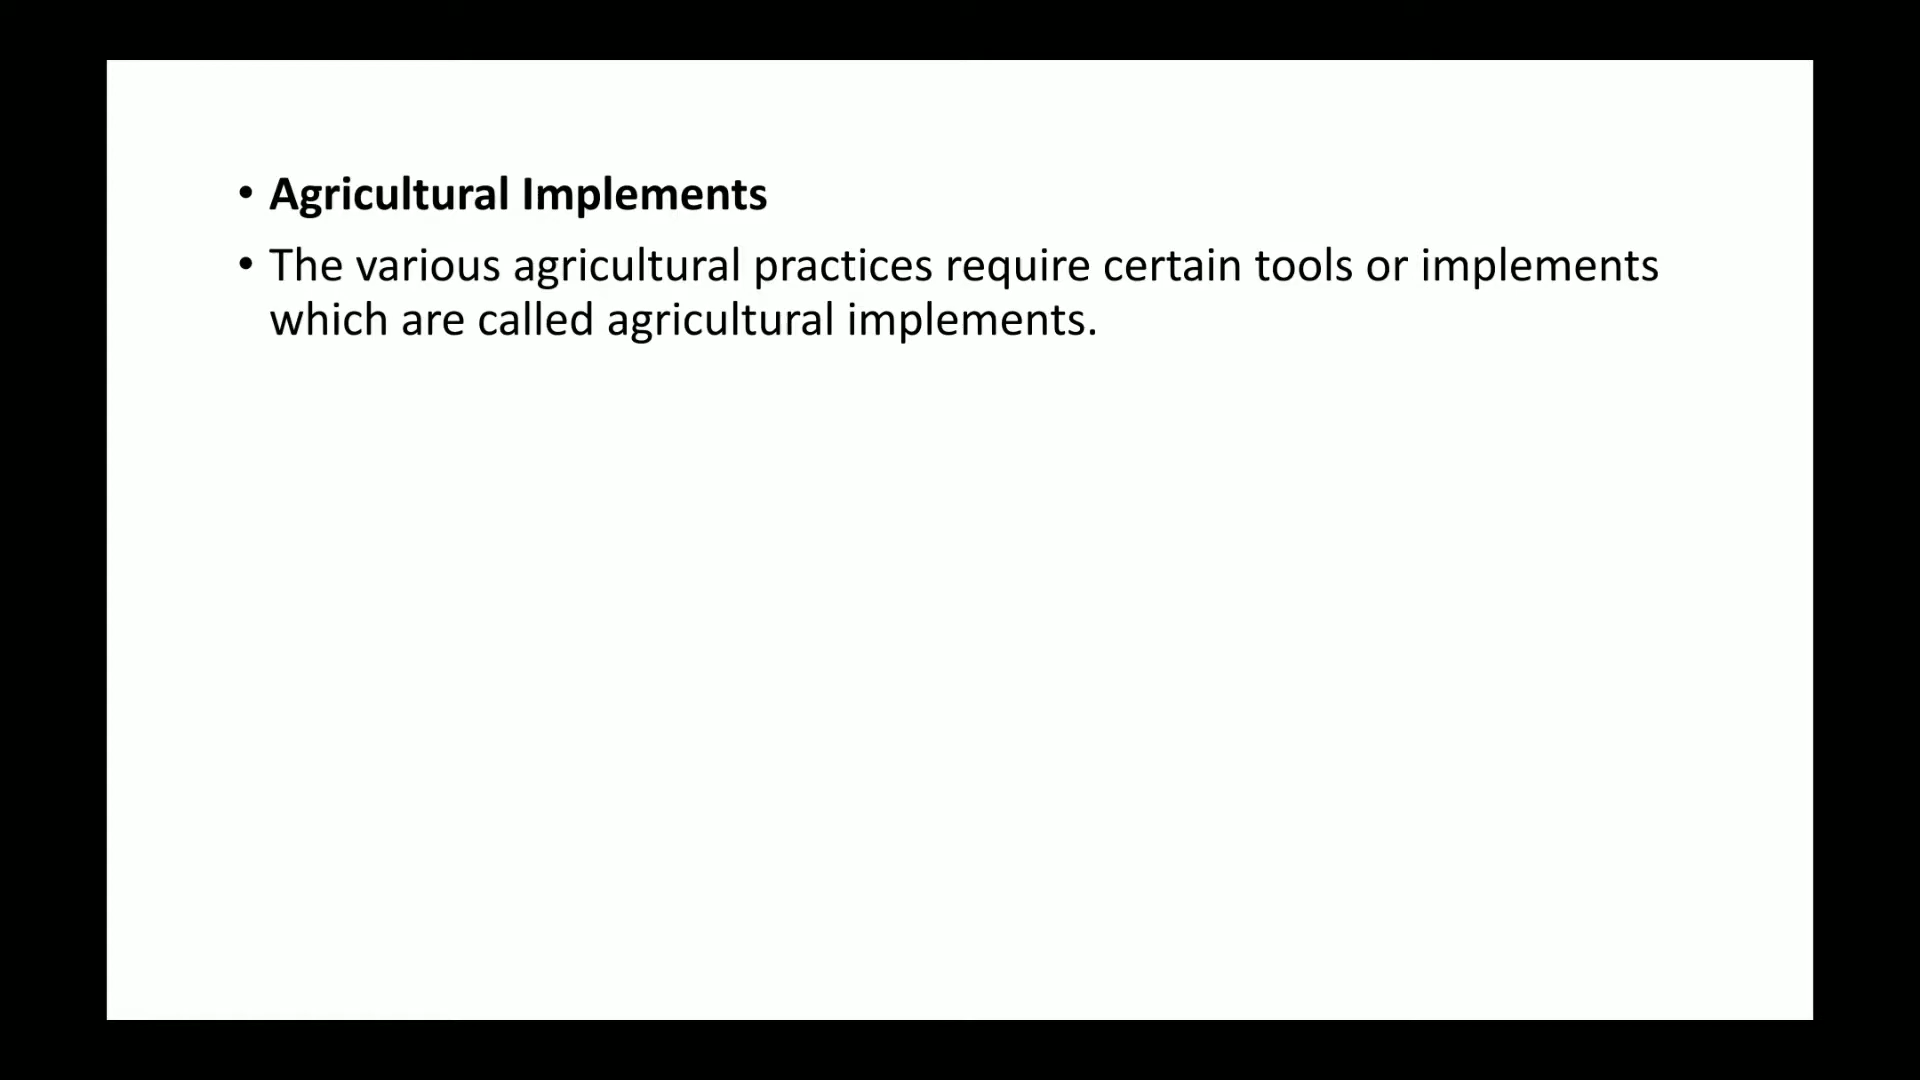 • Agricultural Implements
• The various agricultural practices require certain tools or implements
which are called agricultural implements.